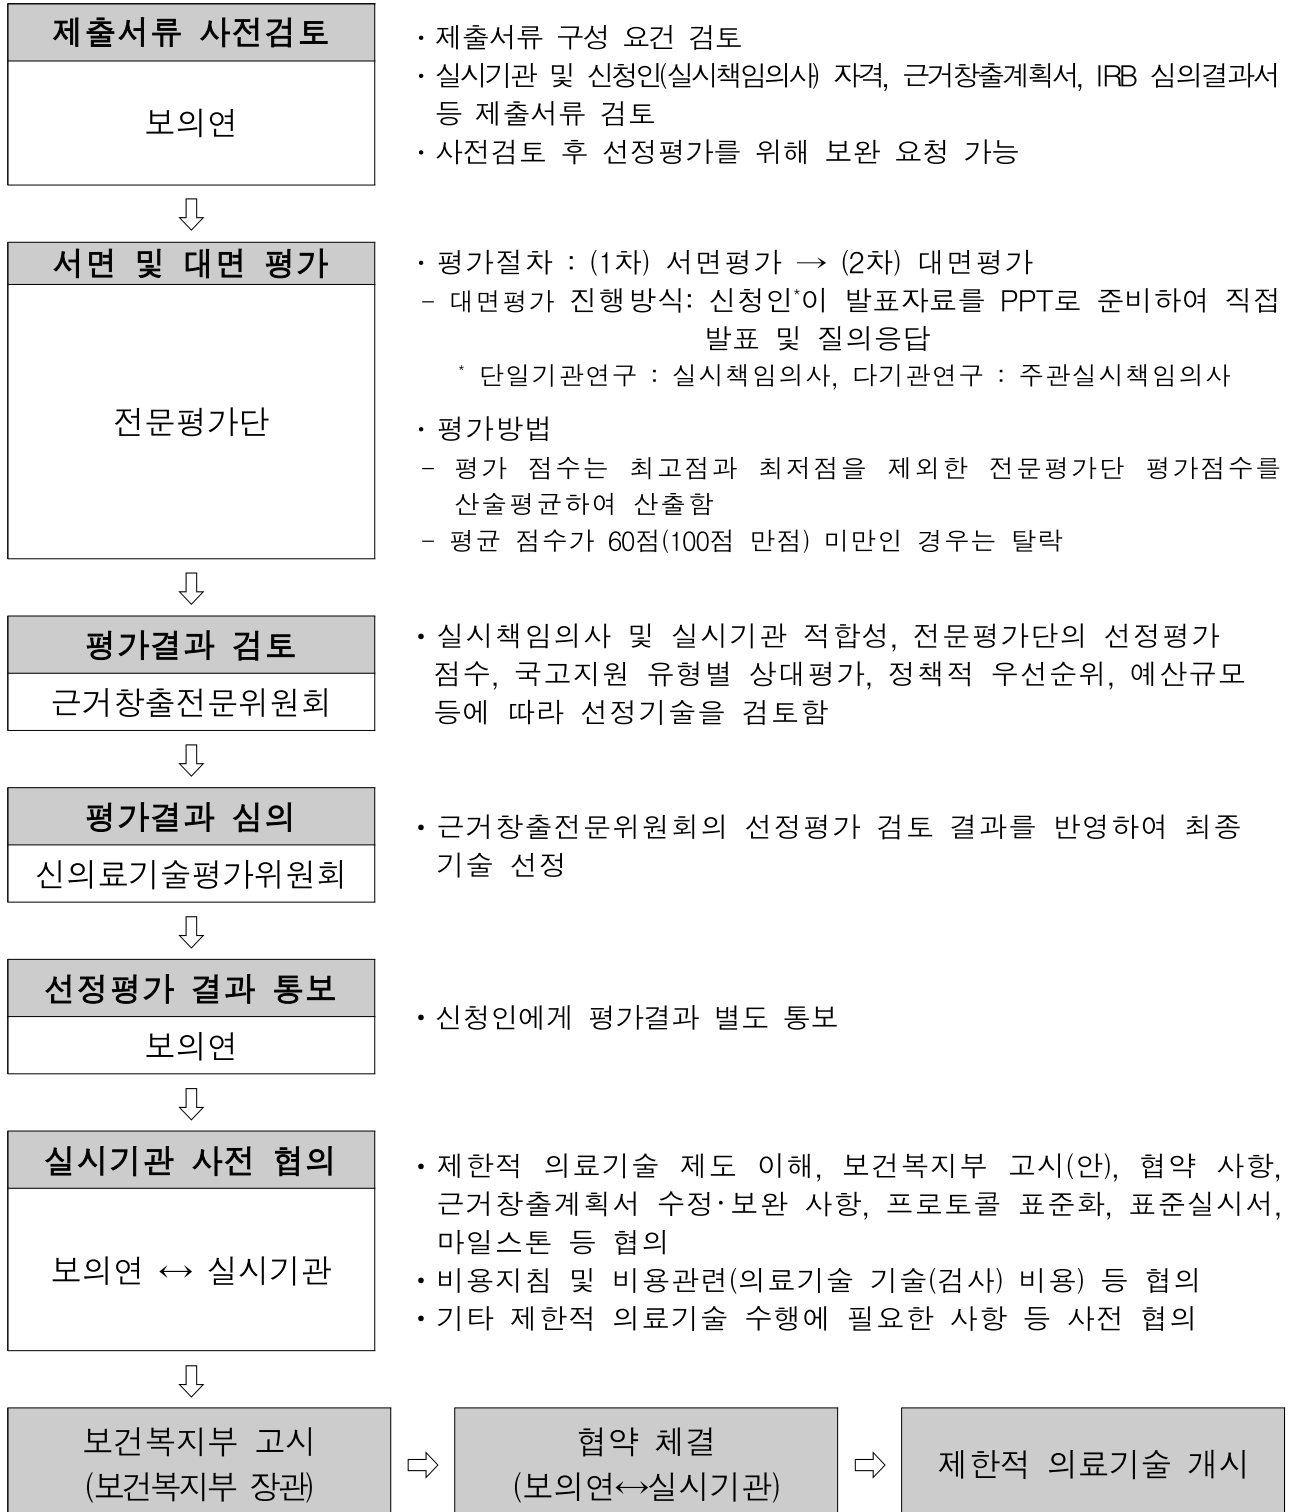 제출서류 사전검토
보의연
· 제출서류 구성 요건 검토
· 실시기관 및 신청인(실시책임의사) 자격, 근거창출계획서, IRB 심의결과서
등 제출서류 검토
· 사전검토 후 선정평가를 위해 보완 요청 가능
⇩
서면 및 대면 평가
전문평가단
· 평가절차 : (1차) 서면평가 → (2차) 대면평가
- 대면평가 진행방식: 신청인*이 발표자료를 PPT로 준비하여 직접
발표 및 질의응답
* 단일기관연구 : 실시책임의사, 다기관연구 : 주관실시책임의사
· 평가방법
- 평가 점수는 최고점과 최저점을 제외한 전문평가단 평가점수를
산술평균하여 산출함
- 평균 점수가 60점(100점 만점) 미만인 경우는 탈락
⇩
평가결과 검토
근거창출전문위원회
· 실시책임의사 및 실시기관 적합성, 전문평가단의 선정평가
점수, 국고지원 유형별 상대평가, 정책적 우선순위, 예산규모
등에 따라 선정기술을 검토함
⇩
평가결과 심의
신의료기술평가위원회
· 근거창출전문위원회의 선정평가 검토 결과를 반영하여 최종
기술 선정
⇩
선정평가 결과 통보
보의연
· 신청인에게 평가결과 별도 통보
⇩
실시기관 사전 협의
보의연 ↔ 실시기관
· 제한적 의료기술 제도 이해, 보건복지부 고시(안), 협약 사항,
근거창출계획서 수정·보완 사항, 프로토콜 표준화, 표준실시서,
마일스톤 등 협의
· 비용지침 및 비용관련(의료기술 기술(검사) 비용) 등 협의
· 기타 제한적 의료기술 수행에 필요한 사항 등 사전 협의
⇩
보건복지부 고시
(보건복지부 장관)
⇨
협약 체결
(보의연↔실시기관)
⇨
제한적 의료기술 개시